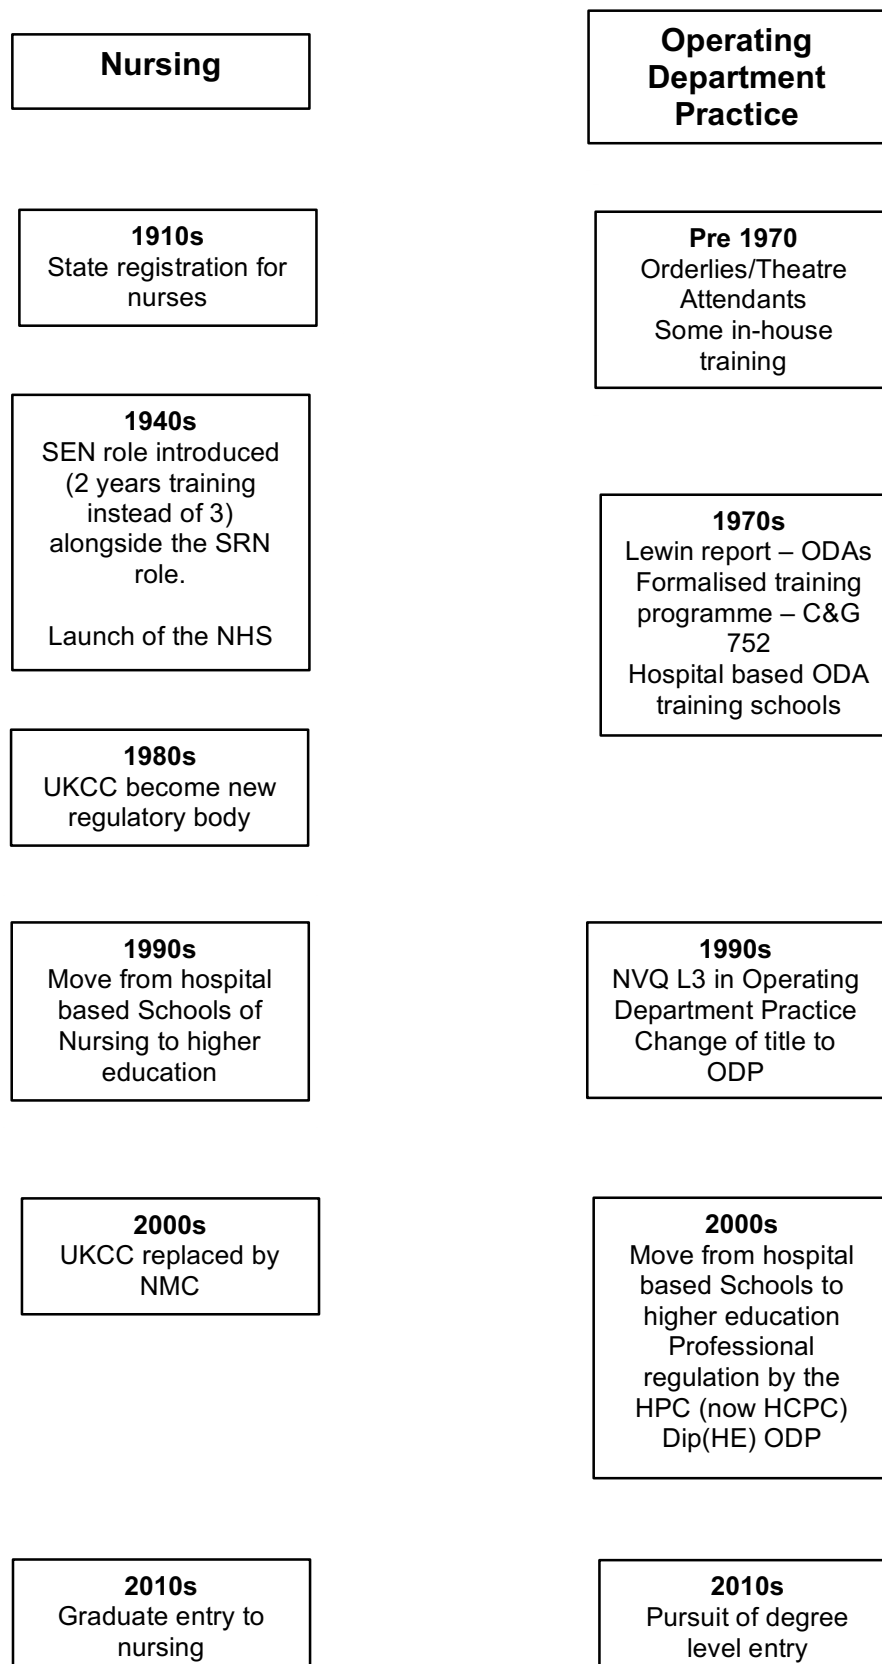 Nursing
1910s
State registration for
nurses
1940s
SEN role introduced
(2 years training
instead of 3)
alongside the SRN
role.
Launch of the NHS
1980s
UKCC become new
regulatory body
1990s
Move from hospital
based Schools of
Nursing to higher
education
2000s
UKCC replaced by
NMC
2010s
Graduate entry to
nursing
Operating
Department
Practice
Pre 1970
Orderlies/Theatre
Attendants
Some in-house
training
1970s
Lewin report – ODAs
Formalised training
programme – C&G
752
Hospital based ODA
training schools
1990s
NVQ L3 in Operating
Department Practice
Change of title to
ODP
2000s
Move from hospital
based Schools to
higher education
Professional
regulation by the
HPC (now HCPC)
Dip(HE) ODP
2010s
Pursuit of degree
level entry